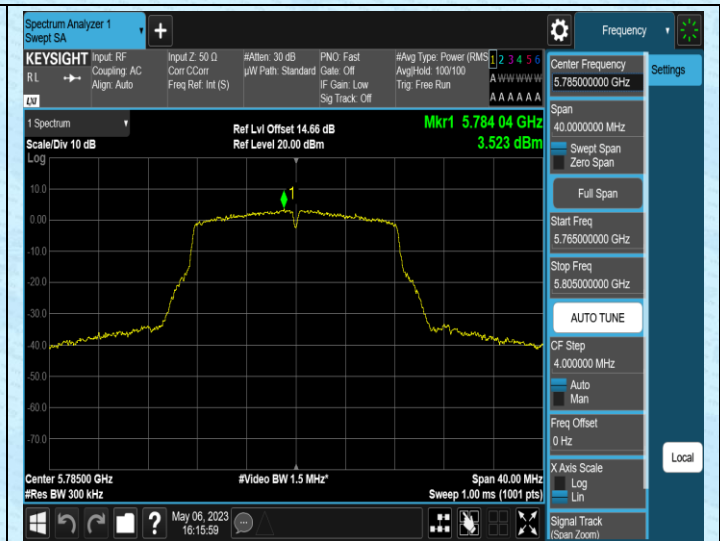 Spectrum Analyzer 1
Swept SA
+
Frequency
KEYSIGHT
R L
LXI
Input: RF
Coupling: AC
Align: Auto
Input Z: 50 Ω
Corr CCorr
Freq Ref: Int (S)
#Atten: 30 dB
µW Path: Standard
PNO: Fast
Gate: Off
IF Gain: Low
Sig Track: Off
#Avg Type: Power (RMS
Avg|Hold: 100/100
Trig: Free Run
1 2 3 4 5 6
A W W W W W
A A A A A A
1 Spectrum
Scale/Div 10 dB
Log
Ref Lvl Offset 14.66 dB
Ref Level 20.00 dBm
Mkr1 5.784 04 GHz
3.523 dBm
1
10.0
0.00
-10.0
-20.0
-30.0
-40.0
-50.0
-60.0
-70.0
Center 5.78500 GHz
#Res BW 300 kHz
#Video BW 1.5 MHz*
Span 40.00 MHz
Sweep 1.00 ms (1001 pts)
?
May 06, 2023
16:15:59
Center Frequency
5.785000000 GHz
Span
40.0000000 MHz
Swept Span
Zero Span
Full Span
Start Freq
5.765000000 GHz
Stop Freq
5.805000000 GHz
AUTO TUNE
CF Step
4.000000 MHz
Auto
Man
Freq Offset
0 Hz
X Axis Scale
Log
Lin
Signal Track
(Span Zoom)
Settings
Local